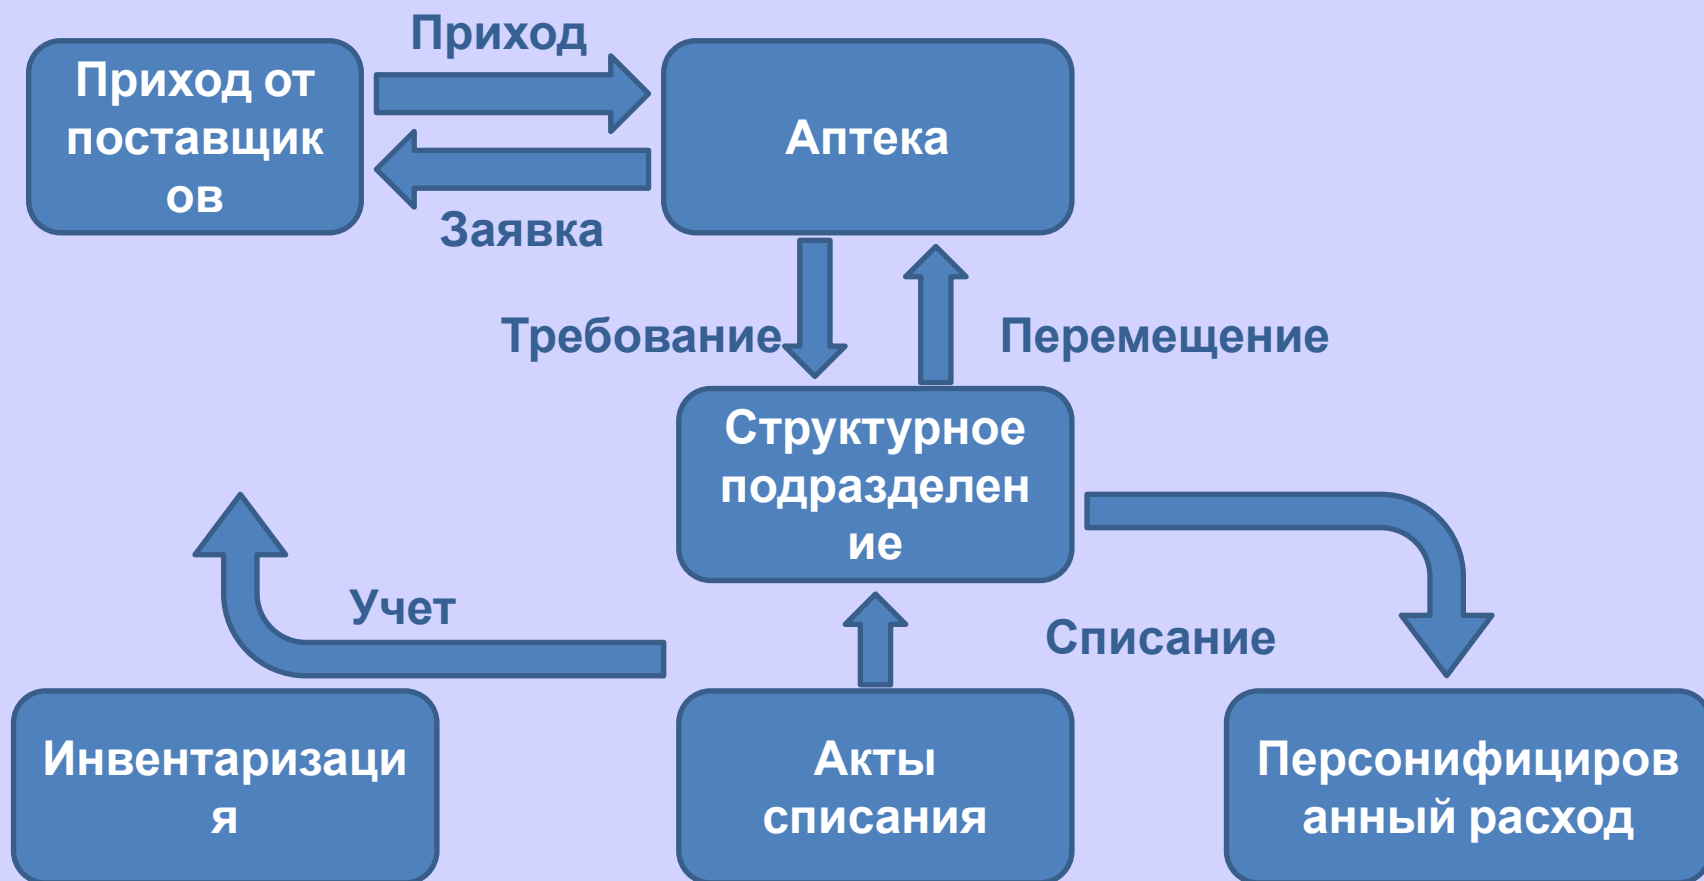 Приход
Приход от
поставщик
ов
Аптека
Заявка
Требование
Перемещение
Структурное
подразделен
ие
Учет
Списание
Инвентаризаци
я
Акты
списания
Персонифициров
анный расход